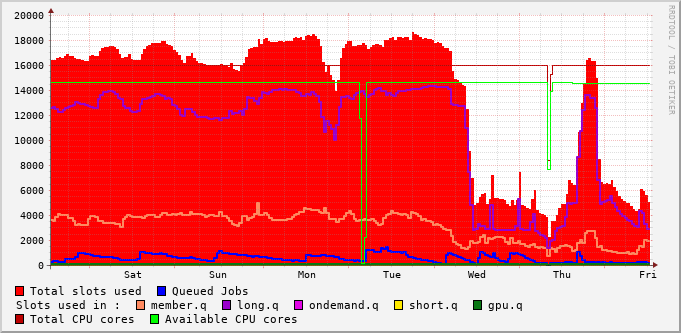 20000
18000
16000
14000
12000
10000
8000
6000
4000
2000
0
Sat Sun Mon Tue Wed Thu Fri
RRDTOOL / TOBI OETIKER
Total slots used Queued Jobs
Slots used in : member.q long.q ondemand.q short.q gpu.q
Total CPU cores Available CPU cores